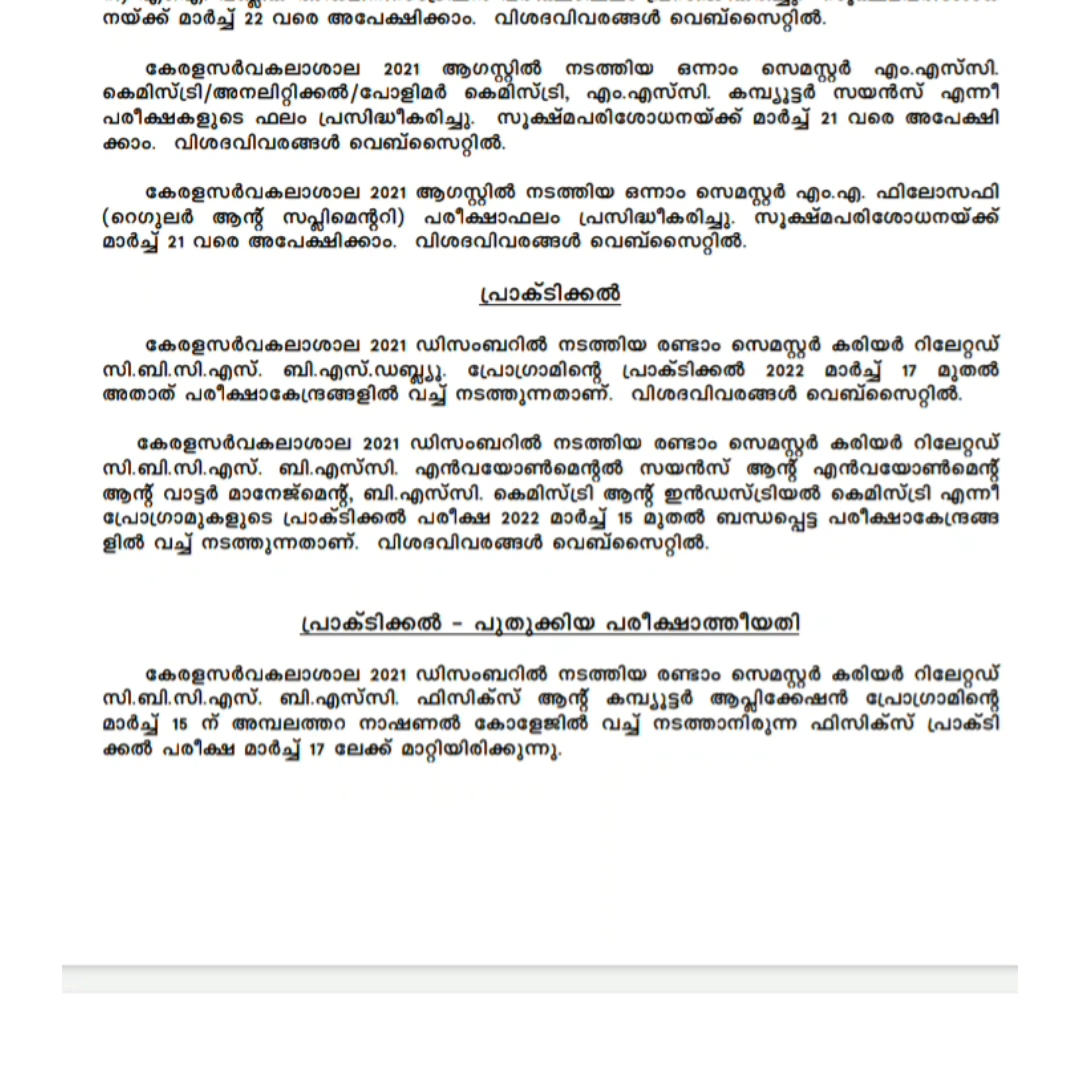 നയ്ക്ക് മാർച്ച് 22 വരെ അപേക്ഷിക്കാം. വിശദവിവരങ്ങൾ വെബ്സൈറ്റിൽ.
കേരളസർവകലാശാല 2021 ആഗസ്റ്റിൽ നടത്തിയ ഒന്നാം സെമസ്റ്റർ എം.എസ്സി.
കെമിസ്ട്രി/അനലിറ്റിക്കൽ/പോളിമർ കെമിസ്ട്രി, എം.എസ്സി. കമ്പ്യൂട്ടർ സയൻസ് എന്നീ
പരീക്ഷകളുടെ ഫലം പ്രസിദ്ധീകരിച്ചു. സൂക്ഷ്മപരിശോധനയ്ക്ക് മാർച്ച് 21 വരെ അപേക്ഷി
ക്കാം. വിശദവിവരങ്ങൾ വെബ്സൈറ്റിൽ.
കേരളസർവകലാശാല 2021 ആഗസ്റ്റിൽ നടത്തിയ ഒന്നാം സെമസ്റ്റർ എം.എ. ഫിലോസഫി
(റെഗുലർ ആന്റ് സപ്ലിമെന്ററി) പരീക്ഷാഫലം പ്രസിദ്ധീകരിച്ചു. സൂക്ഷ്മപരിശോധനയ്ക്ക്
മാർച്ച് 21 വരെ അപേക്ഷിക്കാം. വിശദവിവരങ്ങൾ വെബ്സൈറ്റിൽ.
പ്രാക്ടിക്കൽ
കേരളസർവകലാശാല 2021 ഡിസംബറിൽ നടത്തിയ രണ്ടാം സെമസ്റ്റർ കരിയർ റിലേറ്റഡ്
സി.ബി.സി.എസ്. ബി.എസ്.ഡബ്ല്യൂ. പ്രോഗ്രാമിന്റെ പ്രാക്ടിക്കൽ 2022 മാർച്ച് 17 മുതൽ
അതാത് പരീക്ഷാകേന്ദ്രങ്ങളിൽ വച്ച് നടത്തുന്നതാണ്. വിശദവിവരങ്ങൾ വെബ്സൈറ്റിൽ.
കേരളസർവകലാശാല 2021 ഡിസംബറിൽ നടത്തിയ രണ്ടാം സെമസ്റ്റർ കരിയർ റിലേറ്റഡ്
സി.ബി.സി.എസ്. ബി.എസ്സി. എൻവയോൺമെന്റൽ സയൻസ് ആന്റ് എൻവയോൺമെന്റ്
ആന്റ് വാട്ടർ മാനേജ്മെന്റ്, ബി.എസ്സി. കെമിസ്ട്രി ആന്റ് ഇൻഡസ്ട്രിയൽ കെമിസ്ട്രി എന്നീ
പ്രോഗ്രാമുകളുടെ പ്രാക്ടിക്കൽ പരീക്ഷ 2022 മാർച്ച് 15 മുതൽ ബന്ധപ്പെട്ട പരീക്ഷാകേന്ദ്രങ്ങ
ളിൽ വച്ച് നടത്തുന്നതാണ്. വിശദവിവരങ്ങൾ വെബ്സൈറ്റിൽ.
പ്രാക്ടിക്കൽ – പുതുക്കിയ പരീക്ഷാത്തീയതി
കേരളസർവകലാശാല 2021 ഡിസംബറിൽ നടത്തിയ രണ്ടാം സെമസ്റ്റർ കരിയർ റിലേറ്റഡ്
സി.ബി.സി.എസ്. ബി.എസ്സി. ഫിസിക്സ് ആന്റ് കമ്പ്യൂട്ടർ ആപ്ലിക്കേഷൻ പ്രോഗ്രാമിന്റെ
മാർച്ച് 15 ന് അമ്പലത്തറ നാഷണൽ കോളേജിൽ വച്ച് നടത്താനിരുന്ന ഫിസിക്സ് പ്രാക്ടി
ക്കൽ പരീക്ഷ മാർച്ച് 17 ലേക്ക് മാറ്റിയിരിക്കുന്നു.